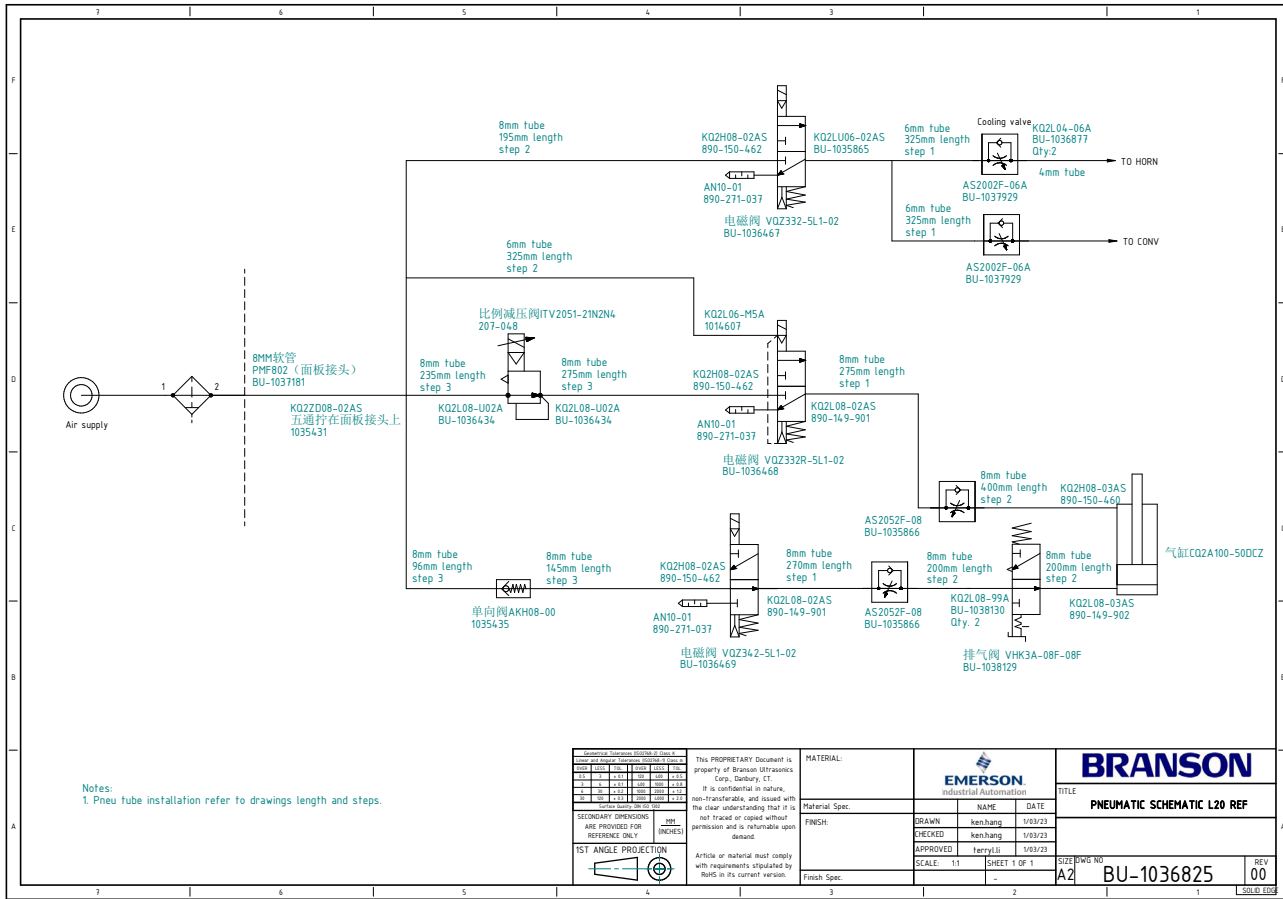 7
6
5
4
3
2
1
F
E
D
C
B
A
8mm tube
195mm length
step 2
KQ2H08-02AS
890-150-462
KQ2LU06-02AS
BU-1035865
AN10-01
890-271-037
电磁阀 VQZ332-5L1-02
BU-1036467
6mm tube
325mm length
step 1
Cooling valve
KQ2L04-06A
BU-1036877
Qty:2
4mm tube
TO HORN
AS2002F-06A
BU-1037929
6mm tube
325mm length
step 1
TO CONV
AS2002F-06A
BU-1037929
6mm tube
325mm length
step 2
比例减压阀ITV2051-21N2N4
207-048
KQ2L06-M5A
1014607
Air supply
1
2
8MM软管
PMF802（面板接头）
BU-1037181
KQ2ZD08-02AS
五通拧在面板接头上
1035431
8mm tube
235mm length
step 3
KQ2L08-U02A
BU-1036434
8mm tube
275mm length
step 3
KQ2L08-U02A
BU-1036434
KQ2H08-02AS
890-150-462
AN10-01
890-271-037
8mm tube
275mm length
step 1
KQ2L08-02AS
890-149-901
电磁阀 VQZ332R-5L1-02
BU-1036468
AS2052F-08
BU-1035866
8mm tube
400mm length
step 2
KQ2H08-03AS
890-150-460
气缸CQ2A100-50DCZ
8mm tube
96mm length
step 3
8mm tube
145mm length
step 3
单向阀AKH08-00
1035435
KQ2H08-02AS
890-150-462
AN10-01
890-271-037
8mm tube
270mm length
step 1
KQ2L08-02AS
890-149-901
电磁阀 VQZ342-5L1-02
BU-1036469
AS2052F-08
BU-1035866
8mm tube
200mm length
step 2
KQ2L08-99A
BU-1038130
Qty. 2
8mm tube
200mm length
step 2
KQ2L08-03AS
890-149-902
排气阀 VHK3A-08F-08F
BU-1038129
Notes:
1. Pneu tube installation refer to drawings length and steps.
SECONDARY DIMENSIONS
ARE PROVIDED FOR
REFERENCE ONLY
MM
(INCHES)
1ST ANGLE PROJECTION
This PROPRIETARY Document is
property of Branson Ultrasonics
Corp., Danbury, CT.
It is confidential in nature,
non-transferable, and issued with
the clear understanding that it is
not traced or copied without
permission and is returnable upon
demand.
Article or material must comply
with requirements stipulated by
RoHS in its current version.
MATERIAL:
Material Spec.
FINISH:
Finish Spec.
EMERSON.
Industrial Automation
NAME DATE
DRAWN ken.hang 1/03/23
CHECKED ken.hang 1/03/23
APPROVED terryl.li 1/03/23
SCALE: 1:1 SHEET 1 OF 1
-
BRANSON
TITLE
PNEUMATIC SCHEMATIC L20 REF
SIZE
A2
DWG NO
BU-1036825
REV
00
SOLID EDGE
7
6
5
4
3
2
1
F
E
D
C
B
A